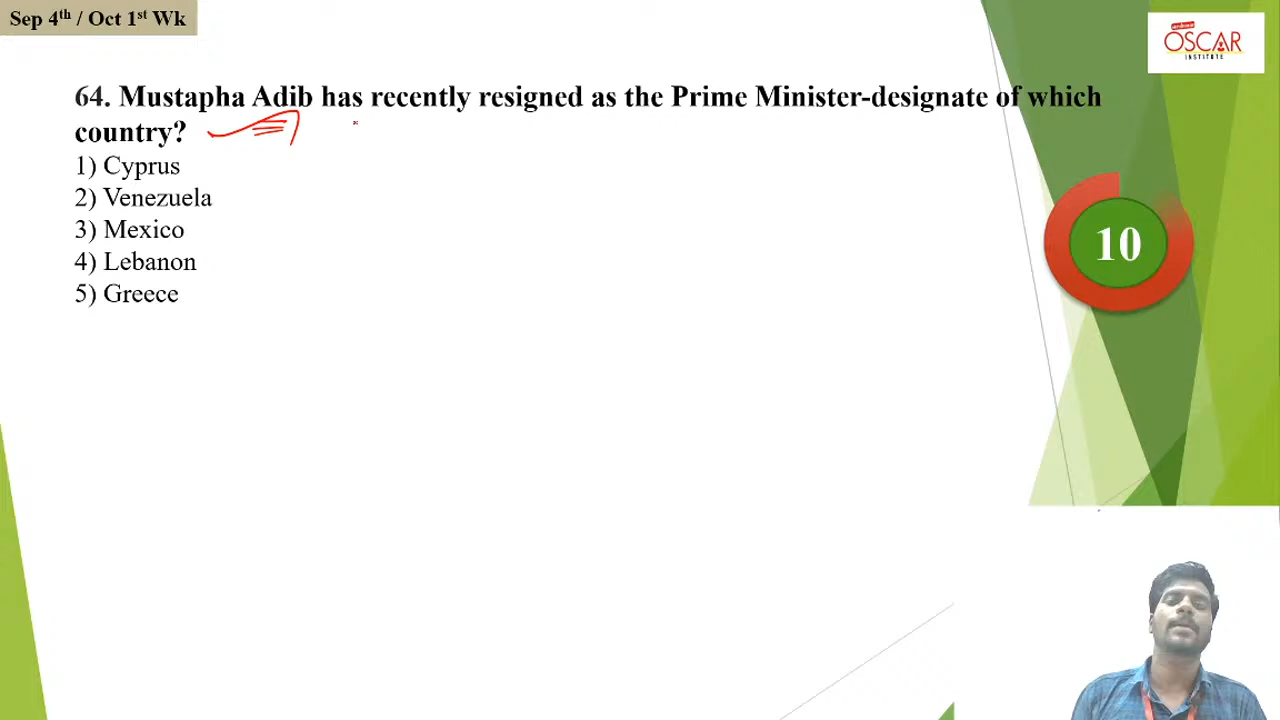 Sep 4th / Oct 1st Wk
OSCAR
INSTITUTE
64. Mustapha Adib has recently resigned as the Prime Minister-designate of which
country?
1) Cyprus
2) Venezuela
3) Mexico
4) Lebanon
5) Greece
10